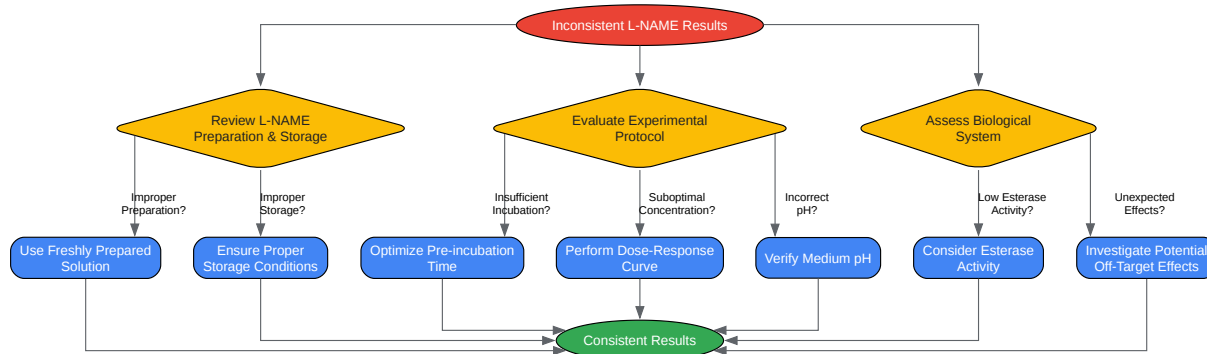 Inconsistent L-NAME Results
Review L-NAME
Preparation & Storage
Evaluate Experimental
Protocol
Assess Biological
System
Improper
Preparation?
Improper
Storage?
Insufficient
Incubation?
Suboptimal
Concentration?
Incorrect
pH?
Low Esterase
Activity?
Unexpected
Effects?
Use Freshly Prepared
Solution
Ensure Proper
Storage Conditions
Optimize Pre-incubation
Time
Perform Dose-Response
Curve
Verify Medium pH
Consider Esterase
Activity
Investigate Potential
Off-Target Effects
Consistent Results